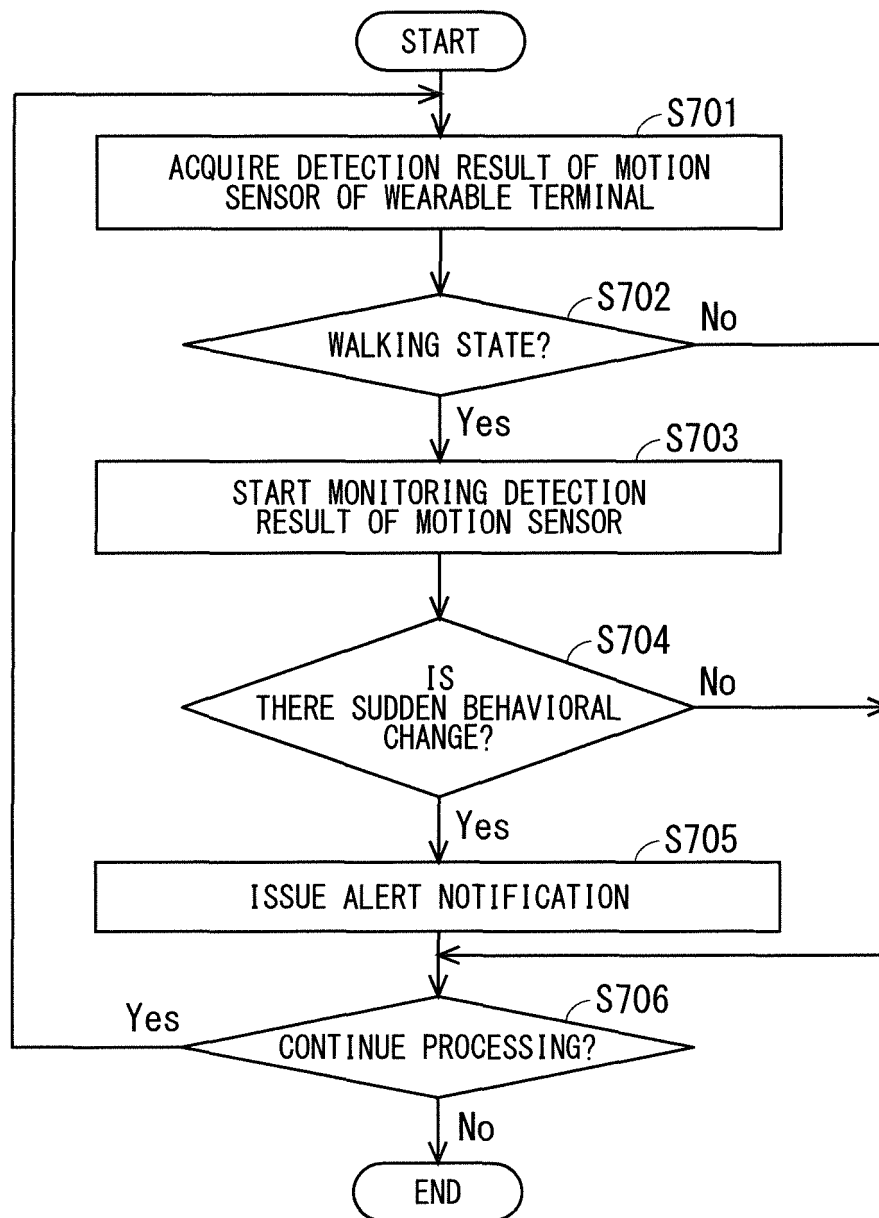 START
S701
ACQUIRE DETECTION RESULT OF MOTION
SENSOR OF WEARABLE TERMINAL
S702
WALKING STATE?
No
Yes
S703
START MONITORING DETECTION
RESULT OF MOTION SENSOR
S704
IS
THERE SUDDEN BEHAVIORAL
CHANGE?
No
Yes
S705
ISSUE ALERT NOTIFICATION
S706
Yes
CONTINUE PROCESSING?
No
END